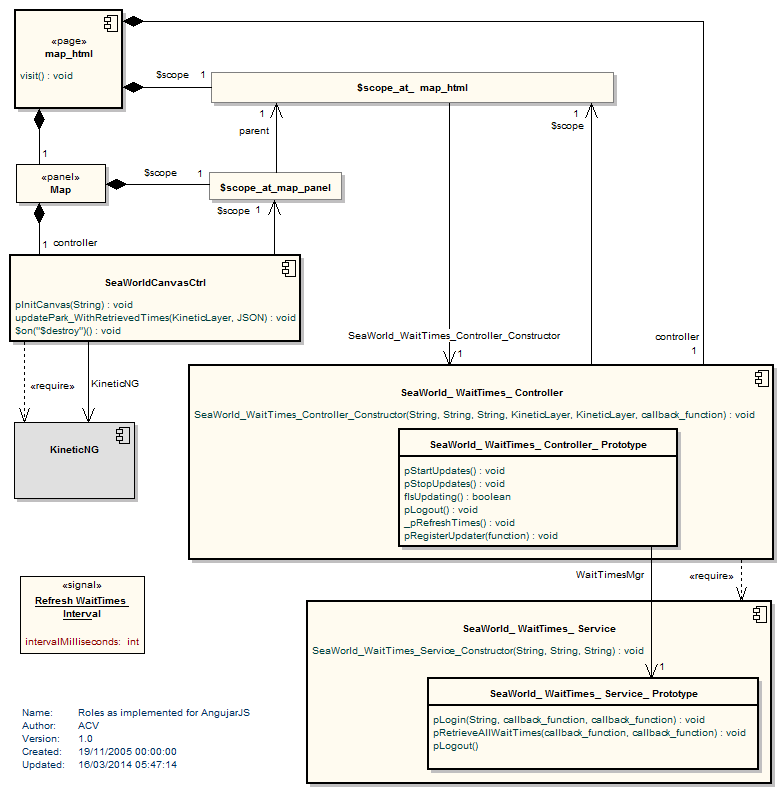 «page»
map_html
visit() : void
$scope 1
$scope_at_ map_html
1
parent
1
$scope
1
«panel»
Map
$scope 1
$scope_at_map_panel
$scope 1
1 controller
SeaWorldCanvasCtrl
pInitCanvas(String) : void
updatePark_WithRetrievedTimes(KineticLayer, JSON) : void
$on("$destroy")() : void
SeaWorld_WaitTimes_Controller_Constructor
1
controller
1
«require»
KineticNG
KineticNG
SeaWorld_ WaitTimes_ Controller
SeaWorld_WaitTimes_Controller_Constructor(String, String, String, KineticLayer, KineticLayer, callback_function) : void
SeaWorld_ WaitTimes_ Controller_ Prototype
pStartUpdates() : void
pStopUpdates() : void
fIsUpdating() : boolean
pLogout() : void
_pRefreshTimes() : void
pRegisterUpdater(function) : void
WaitTimesMgr
«require»
«signal»
Refresh WaitTimes
Interval
intervalMilliseconds: int
SeaWorld_ WaitTimes_ Service
SeaWorld_WaitTimes_Service_Constructor(String, String, String) : void
1
SeaWorld_ WaitTimes_ Service_ Prototype
pLogin(String, callback_function, callback_function) : void
pRetrieveAllWaitTimes(callback_function, callback_function) : void
pLogout()
Name: Roles as implemented for AngujarJS
Author: ACV
Version: 1.0
Created: 19/11/2005 00:00:00
Updated: 16/03/2014 05:47:14